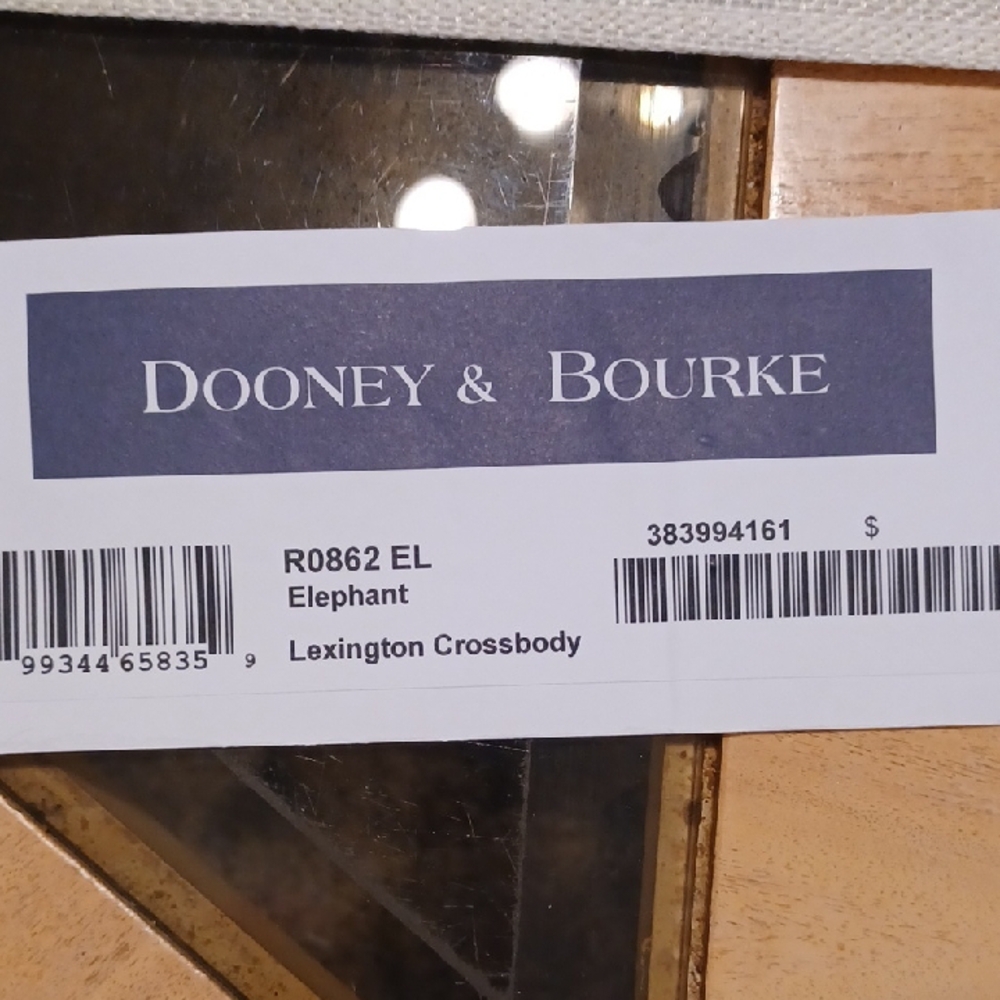 DOONEY & BOURKE
383994161 $
R0862 EL
Elephant
Lexington Crossbody
99344 65835 9